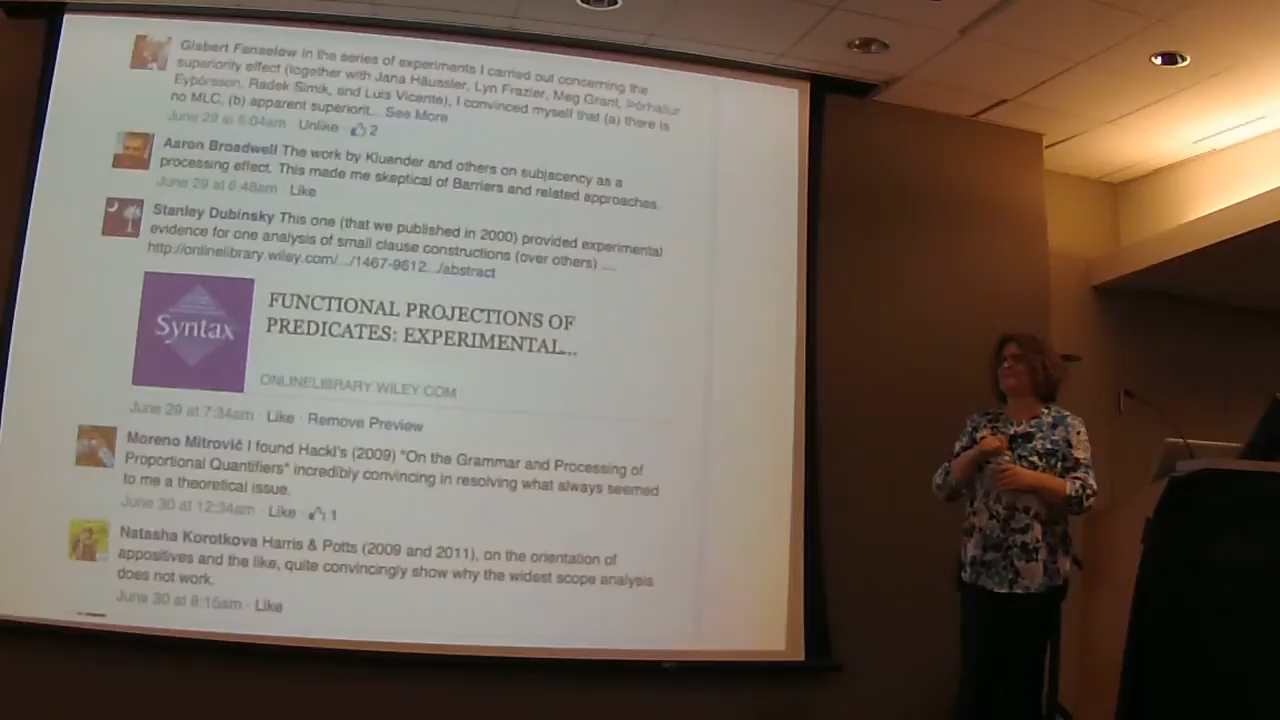 Gisbert Fanselow in the series of experiments I carried out concerning the
superiority effect (together with Jana Häussler, Lyn Frazier, Meg Grant, Þórhallur
Eyþórsson, Radek Šimík, and Luis Vicente), I convinced myself that (a) there is
no MLC, (b) apparent superiorit... See More
June 29 at 6:04am · Unlike · 2
Aaron Broadwell The work by Kluender and others on subjacency as a
processing effect. This made me skeptical of Barriers and related approaches.
June 29 at 6:48am · Like
Stanley Dubinsky This one (that we published in 2000) provided experimental
evidence for one analysis of small clause constructions (over others) ....
http://onlinelibrary.wiley.com/.../1467-9612.../abstract
Syntax
FUNCTIONAL PROJECTIONS OF
PREDICATES: EXPERIMENTAL...
ONLINELIBRARY.WILEY.COM
June 29 at 7:34am · Like · Remove Preview
Moreno Mitrović I found Hackl's (2009) "On the Grammar and Processing of
Proportional Quantifiers" incredibly convincing in resolving what always seemed
to me a theoretical issue.
June 30 at 12:34am · Like · 1
Natasha Korotkova Harris & Potts (2009 and 2011), on the orientation of
appositives and the like, quite convincingly show why the widest scope analysis
does not work.
June 30 at 8:15am · Like